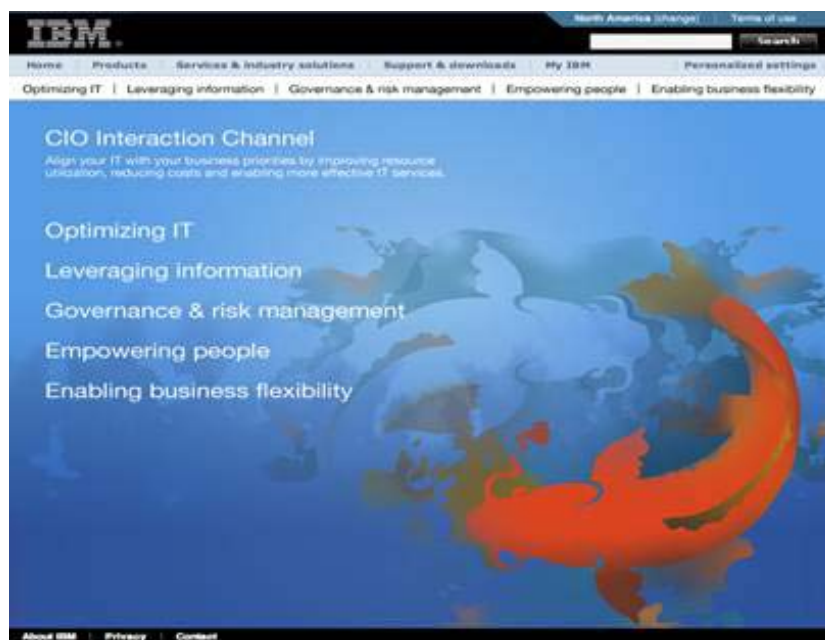 IBM.
North America (change) Terms of use
Search
Home Products Services & industry solutions Support & downloads My IBM Personalized settings
Optimizing IT | Leveraging information | Governance & risk management | Empowering people | Enabling business flexibility
CIO Interaction Channel
Align your IT with your business priorities by improving resource
utilization, reducing costs and enabling more effective IT services.
Optimizing IT
Leveraging information
Governance & risk management
Empowering people
Enabling business flexibility
About IBM Privacy Contact